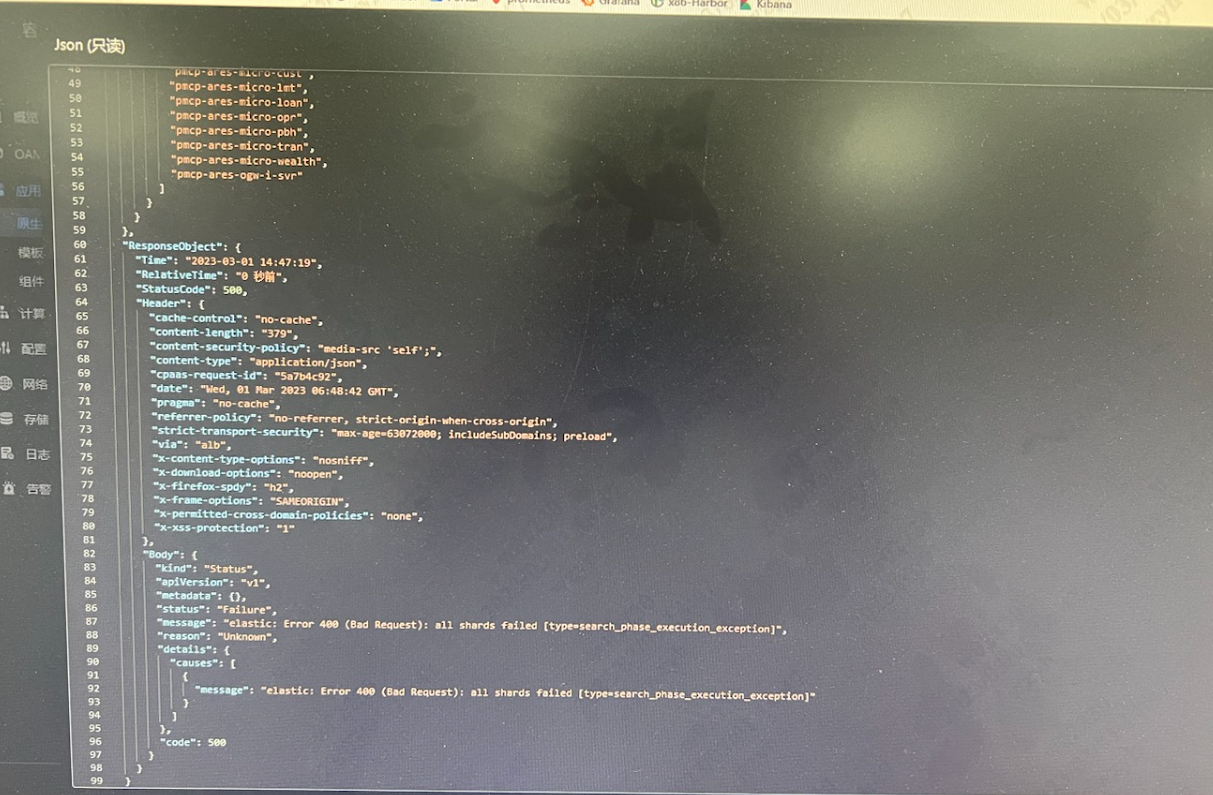 prometheus Grafana x86-Harbor Kibana
Json (只读)
概览
应用
原生
模板
组件
计算
配置
网络
存储
日志
告警
48 "pmcp-ares-micro-cust",
49 "pmcp-ares-micro-lmt",
50 "pmcp-ares-micro-loan",
51 "pmcp-ares-micro-opr",
52 "pmcp-ares-micro-pbh",
53 "pmcp-ares-micro-tran",
54 "pmcp-ares-micro-wealth",
55 "pmcp-ares-ogw-i-svr"
56 ]
57 }
58 }
59 },
60 "ResponseObject": {
61 "Time": "2023-03-01 14:47:19",
62 "RelativeTime": "0 秒前",
63 "StatusCode": 500,
64 "Header": {
65 "cache-control": "no-cache",
66 "content-length": "379",
67 "content-security-policy": "media-src 'self';",
68 "content-type": "application/json",
69 "cpaas-request-id": "5a7b4c92",
70 "date": "Wed, 01 Mar 2023 06:48:42 GMT",
71 "pragma": "no-cache",
72 "referrer-policy": "no-referrer, strict-origin-when-cross-origin",
73 "strict-transport-security": "max-age=63072000; includeSubDomains; preload",
74 "via": "alb",
75 "x-content-type-options": "nosniff",
76 "x-download-options": "noopen",
77 "x-firefox-spdy": "h2",
78 "x-frame-options": "SAMEORIGIN",
79 "x-permitted-cross-domain-policies": "none",
80 "x-xss-protection": "1"
81 },
82 "Body": {
83 "kind": "Status",
84 "apiVersion": "v1",
85 "metadata": {},
86 "status": "Failure",
87 "message": "elastic: Error 400 (Bad Request): all shards failed [type=search_phase_execution_exception]",
88 "reason": "Unknown",
89 "details": {
90 "causes": [
91 {
92 "message": "elastic: Error 400 (Bad Request): all shards failed [type=search_phase_execution_exception]"
93 }
94 ]
95 },
96 "code": 500
97 }
98 }
99 }